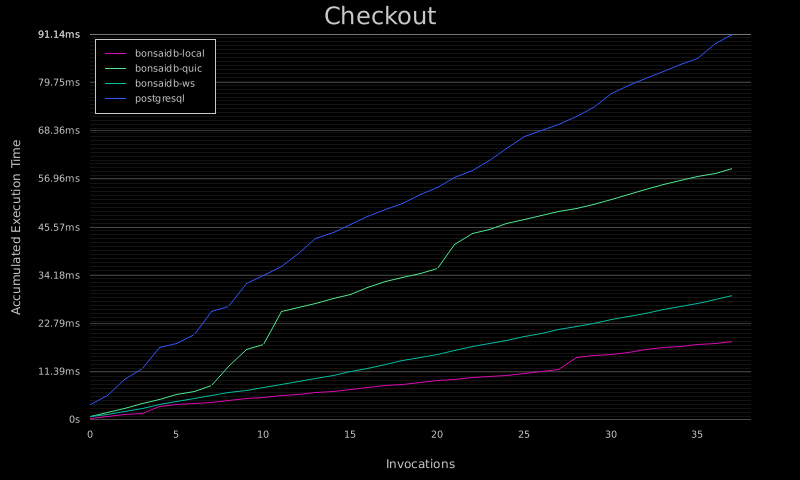 Checkout
91.14ms
79.75ms
68.36ms
56.96ms
45.57ms
34.18ms
22.79ms
11.39ms
0s
bonsaidb-local
bonsaidb-quic
bonsaidb-ws
postgresql
Accumulated Execution Time
0 5 10 15 20 25 30 35
Invocations